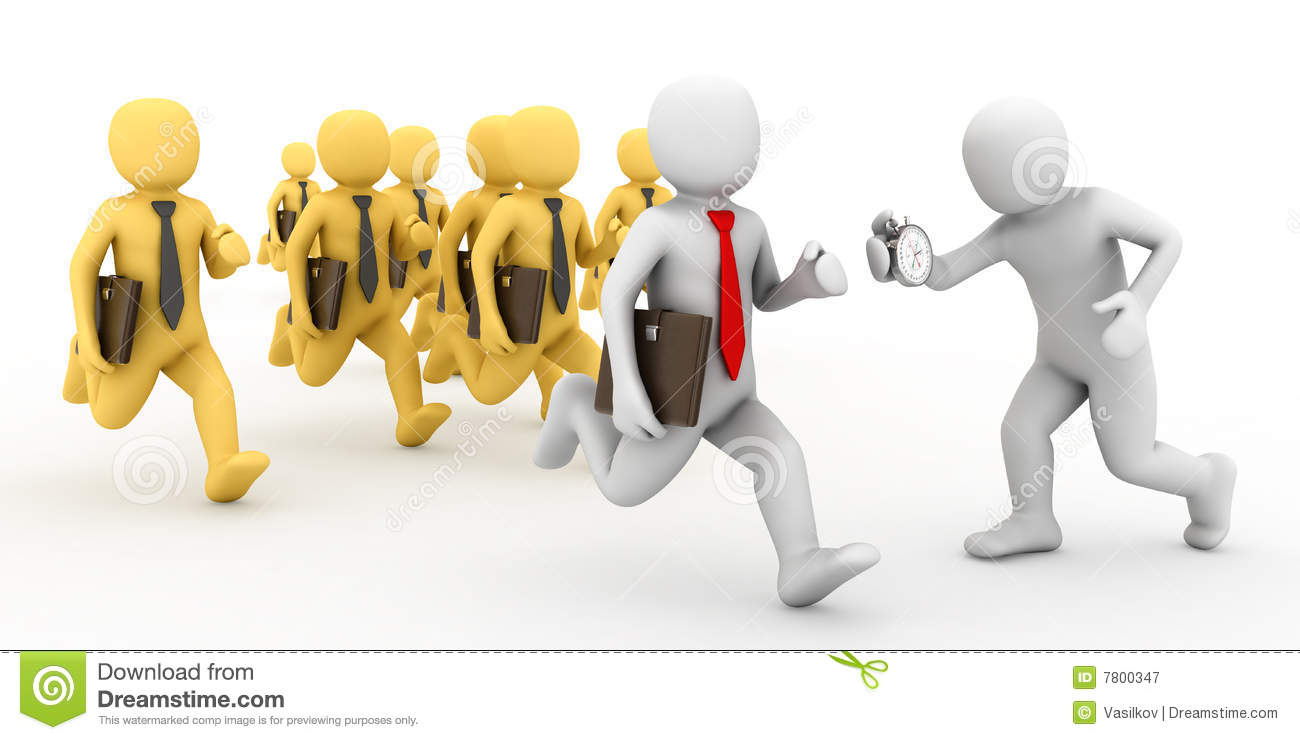 Download from
Dreamstime.com
This watermarked comp image is for previewing purposes only.
ID 7800347
© Vasilkov | Dreamstime.com